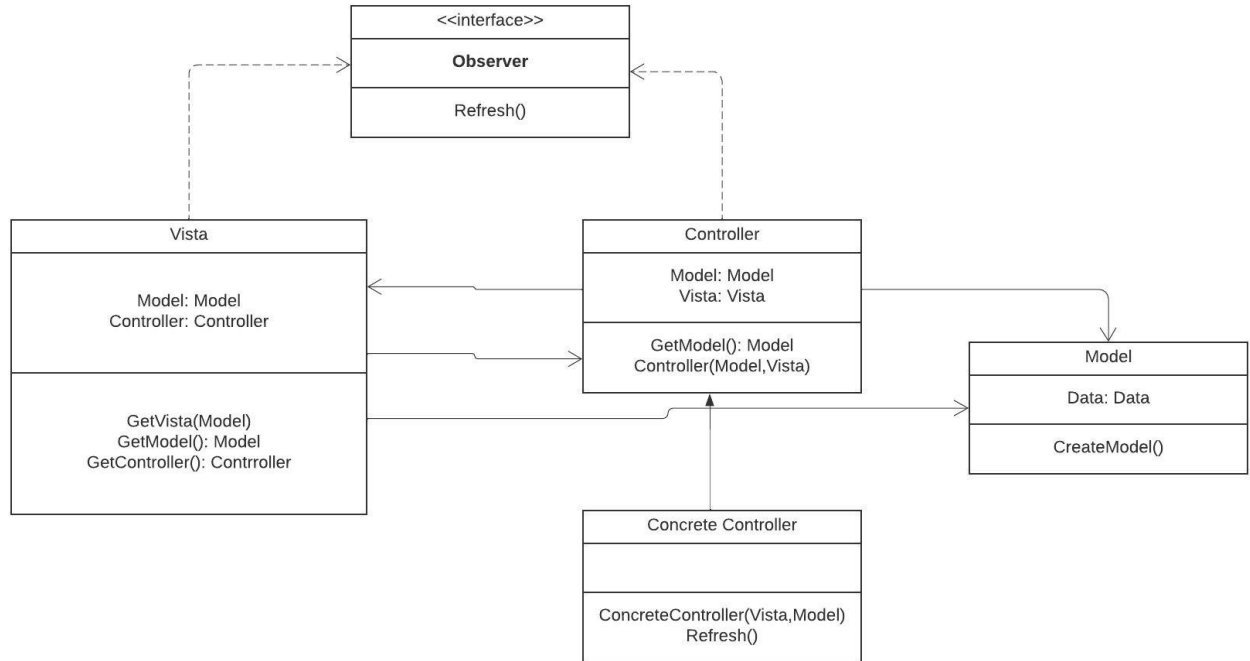 <<interface>>
Observer
Refresh()
Vista
Model: Model
Controller: Controller
GetVista(Model)
GetModel(): Model
GetController(): Contrroller
Controller
Model: Model
Vista: Vista
GetModel(): Model
Controller(Model,Vista)
Model
Data: Data
CreateModel()
Concrete Controller
ConcreteController(Vista,Model)
Refresh()